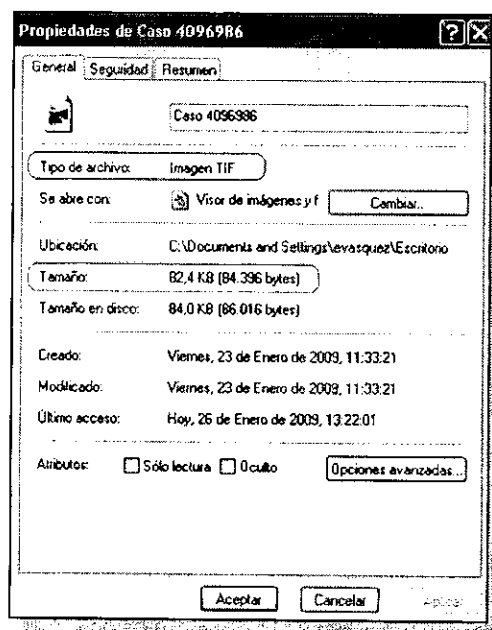 Propiedades de Caso 4096986
General Seguridad Resumen
Caso 4096986
Tipo de archivo: Imagen TIF
Se abre con: Visor de imágenes y f Cambiar...
Ubicación: C:\Documents and Settings\evasquez\Escritorio
Tamaño: 82,4 KB (84.396 bytes)
Tamaño en disco: 84,0 KB (86.016 bytes)
Creado: Viernes, 23 de Enero de 2009, 11:33:21
Modificado: Viernes, 23 de Enero de 2009, 11:33:21
Último acceso: Hoy, 26 de Enero de 2009, 13:22:01
Atributos: Sólo lectura Oculto Opciones avanzadas...
Aceptar Cancelar Aplicar